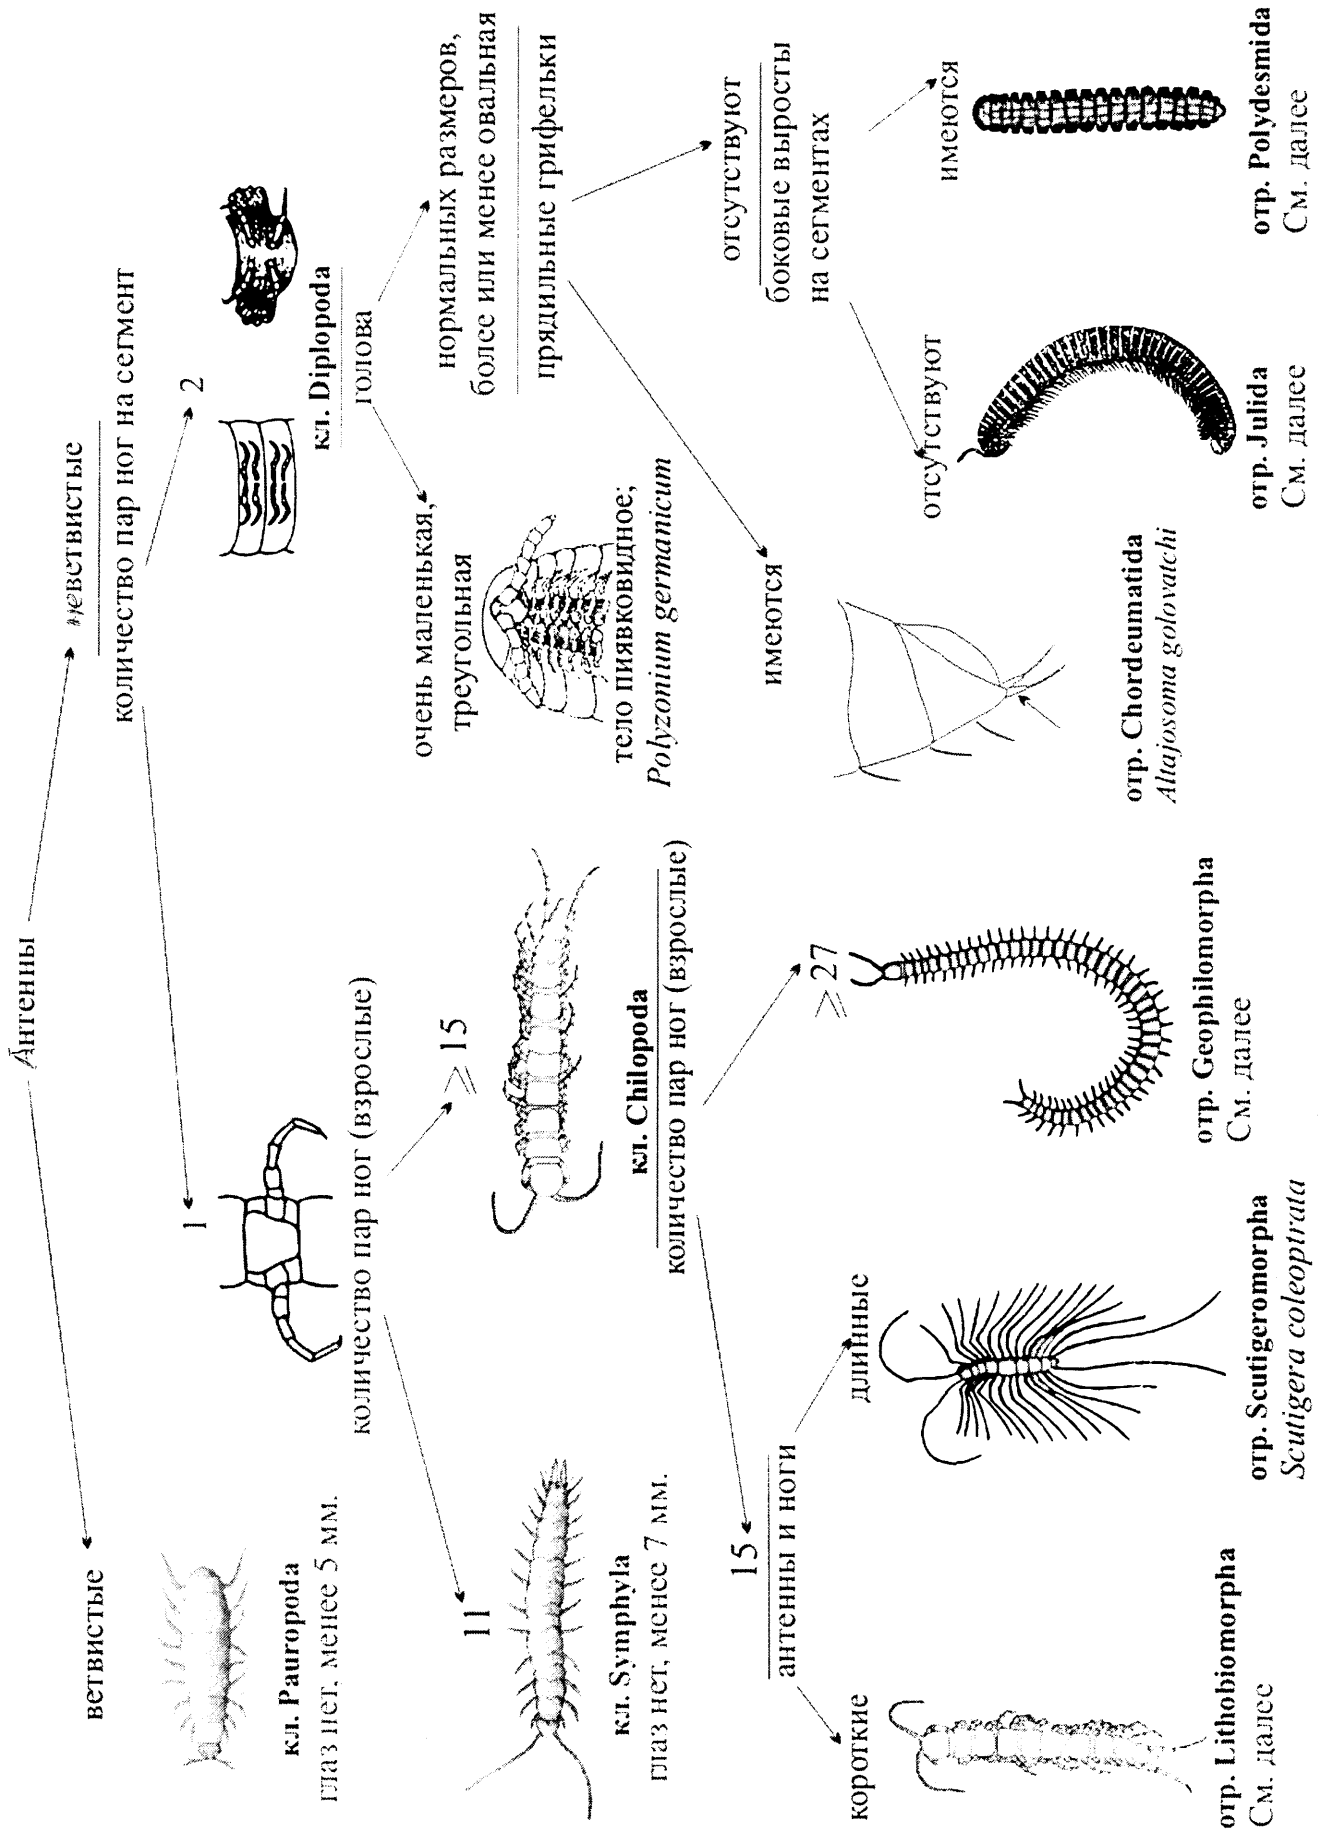 Антенны
ветвистые
неветвистые
количество пар ног на сегмент
1
2
кл. Pauropoda
глаз нет, менее 5 мм.
количество пар ног (взрослые)
кл. Diplopoda
голова
11
≥ 15
очень маленькая,
треугольная
нормальных размеров,
более или менее овальная
прядильные грифельки
кл. Symphyla
глаз нет, менее 7 мм.
кл. Chilopoda
количество пар ног (взрослые)
тело пиявковидное;
Polyzonium germanicum
15
антенны и ноги
≥ 27
имеются
отсутствуют
боковые выросты
на сегментах
короткие
длинные
отсутствуют
имеются
отр. Lithobiomorpha
См. далее
отр. Scutigeromorpha
Scutigera coleoptrata
отр. Geophilomorpha
См. далее
отр. Chordeumatida
Altajosoma golovatchi
отр. Julida
См. далее
отр. Polydesmida
См. далее